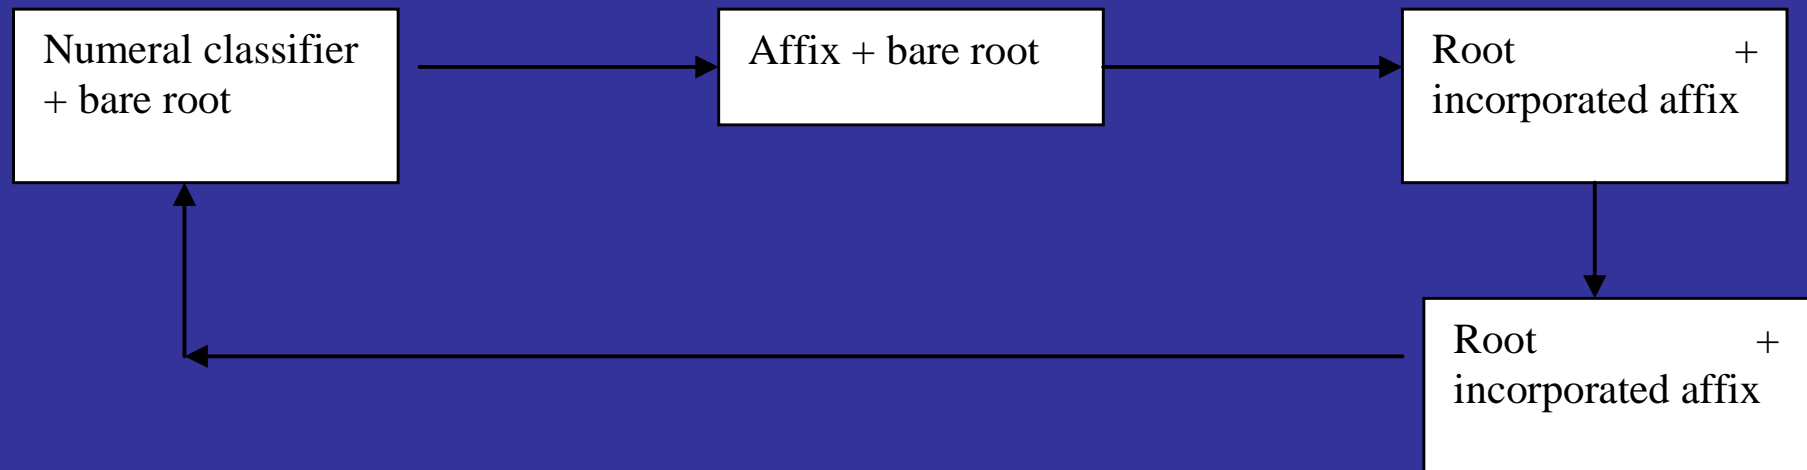 Numeral classifier
+ bare root
Affix + bare root
Root +
incorporated affix
Root +
incorporated affix